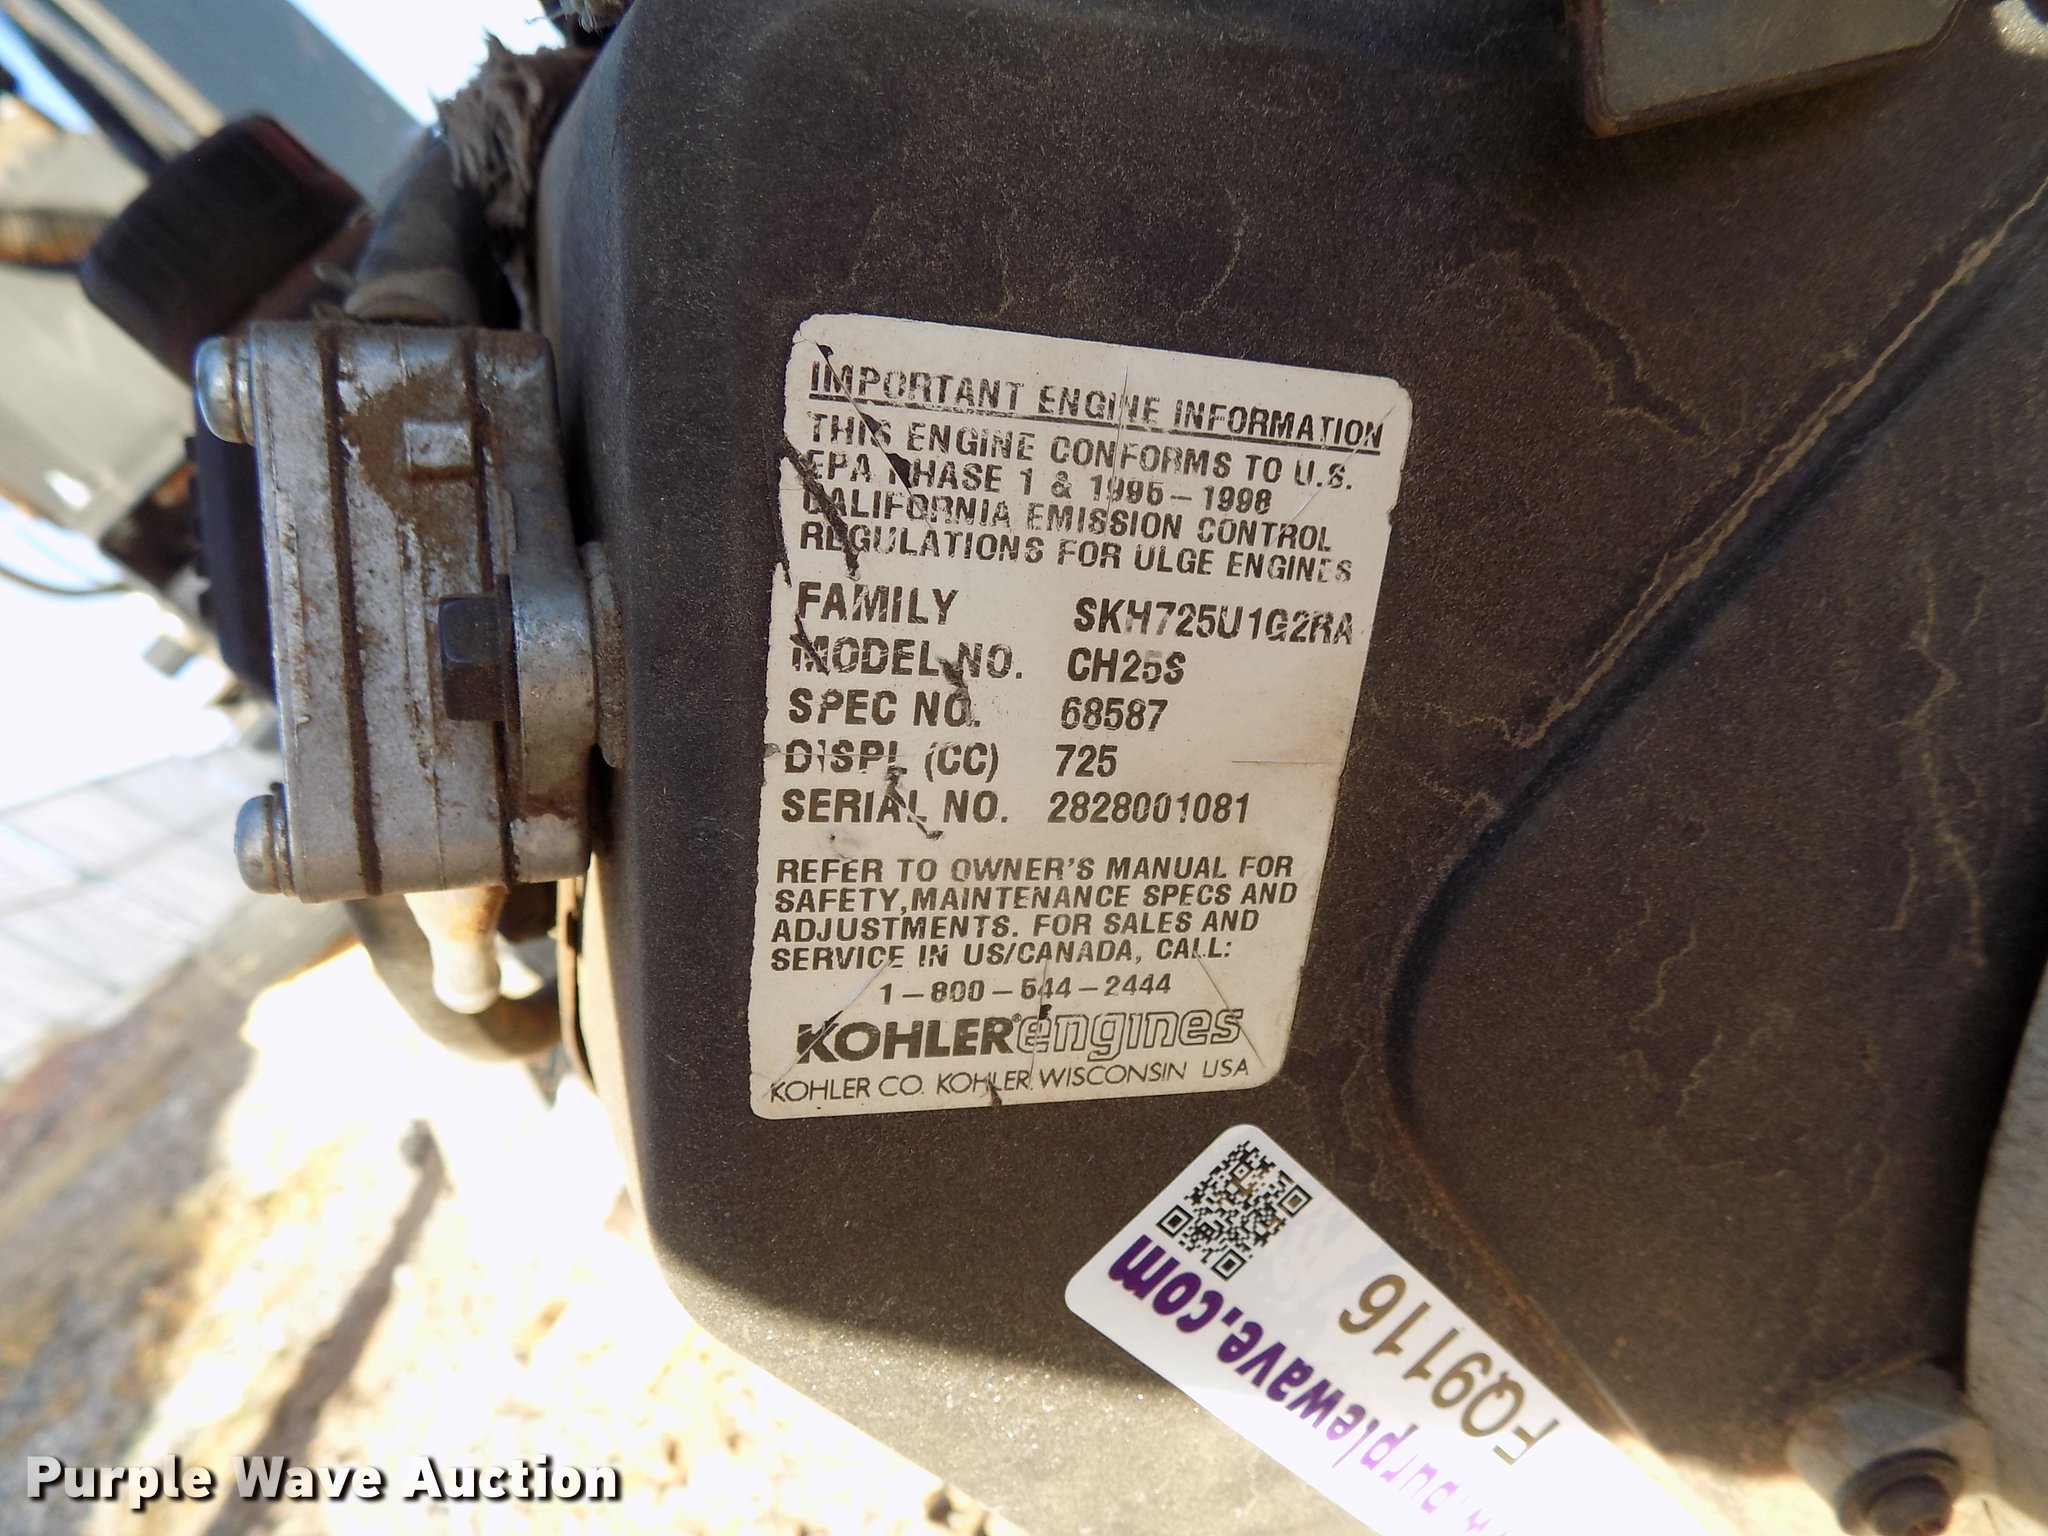 IMPORTANT ENGINE INFORMATION
THIS ENGINE CONFORMS TO U.S.
EPA PHASE 1 & 1995-1998
CALIFORNIA EMISSION CONTROL
REGULATIONS FOR ULGE ENGINES
FAMILY SKH725U1G2RA
MODEL NO. CH25S
SPEC NO. 68587
DISPL (CC) 725
SERIAL NO. 2828001081
REFER TO OWNER'S MANUAL FOR
SAFETY, MAINTENANCE SPECS AND
ADJUSTMENTS. FOR SALES AND
SERVICE IN US/CANADA, CALL:
1-800-544-2444
KOHLER® engines
KOHLER CO. KOHLER, WISCONSIN USA
purplewave.com
FQ9116
Purple Wave Auction